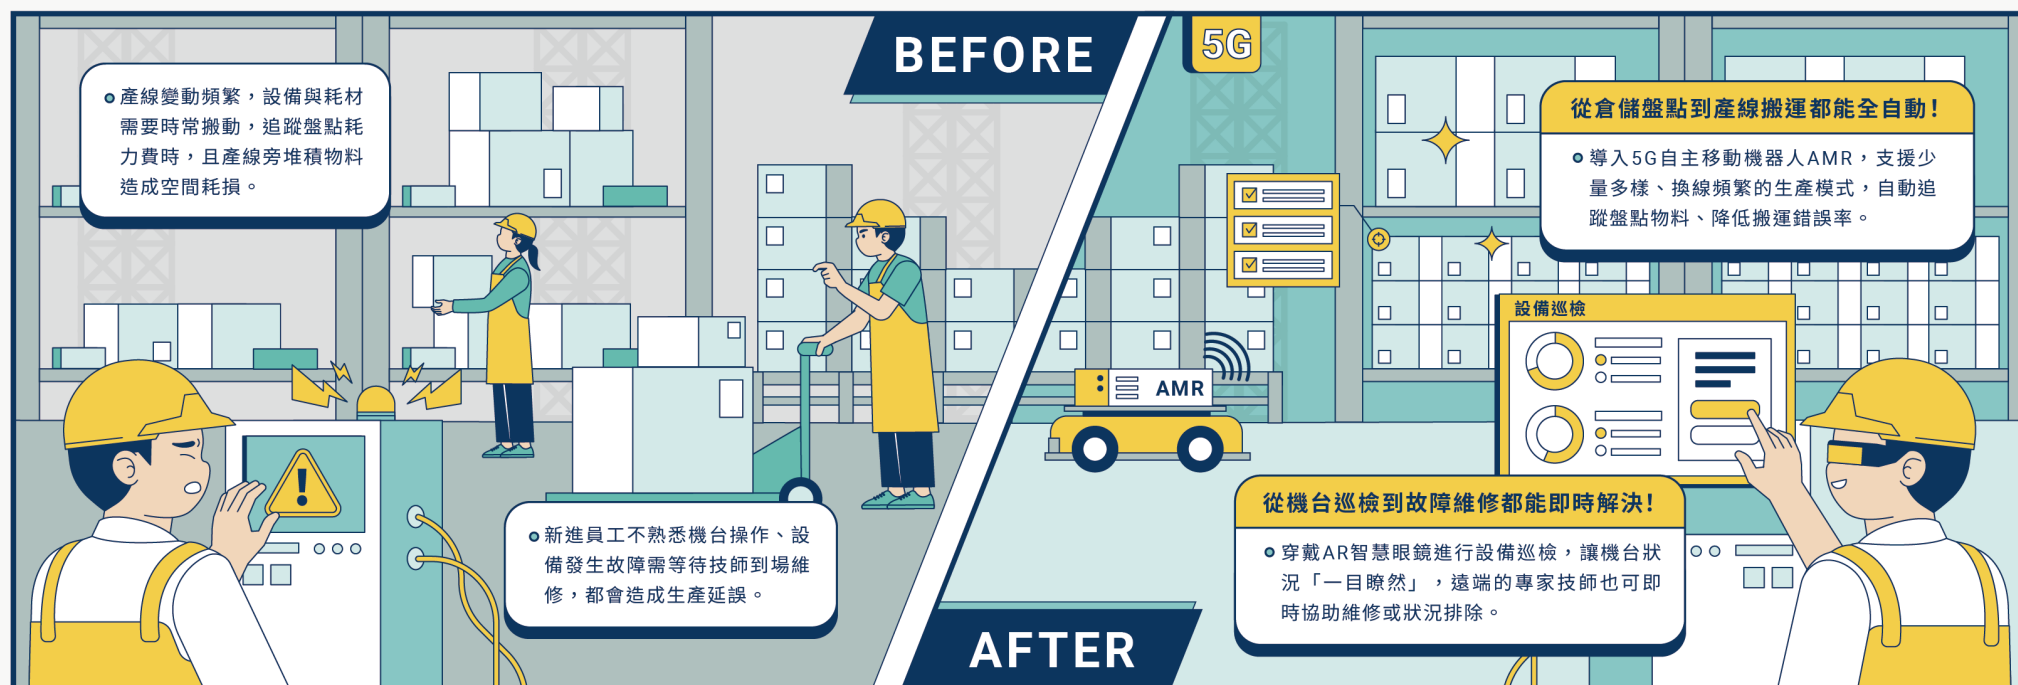 BEFORE
產線變動頻繁，設備與耗材
需要時常搬動，追蹤盤點耗
力費時，且產線旁堆積物料
造成空間耗損。
新進員工不熟悉機台操作、設
備發生故障需等待技師到場維
修，都會造成生產延誤。
5G
從倉儲盤點到產線搬運都能全自動！
導入5G自主移動機器人AMR，支援少
量多樣、換線頻繁的生產模式，自動追
蹤盤點物料、降低搬運錯誤率。
設備巡檢
AMR
從機台巡檢到故障維修都能即時解決！
穿戴AR智慧眼鏡進行設備巡檢，讓機台狀
況「一目瞭然」，遠端的專家技師也可即
時協助維修或狀況排除。
AFTER